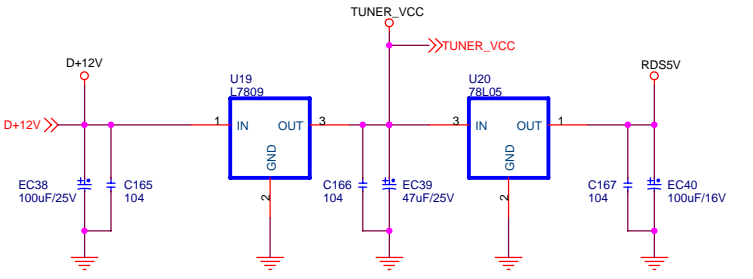 TUNER_VCC
TUNER_VCC
D+12V
RDS5V
U19
L7809
U20
78L05
D+12V
1 IN OUT 3
3 IN OUT 1
GND
GND
2
2
EC38
100uF/25V
C165
104
C166
104
EC39
47uF/25V
C167
104
EC40
100uF/16V